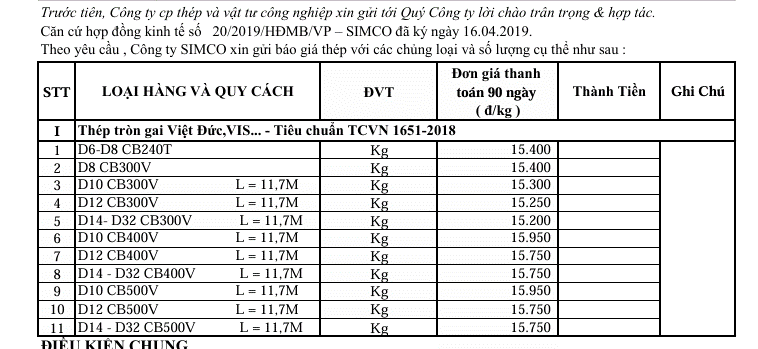 Trước tiên, Công ty cp thép và vật tư công nghiệp xin gửi tới Quý Công ty lời chào trân trọng & hợp tác.
Căn cứ hợp đồng kinh tế số 20/2019/HĐMB/VP – SIMCO đã ký ngày 16.04.2019.
Theo yêu cầu , Công ty SIMCO xin gửi báo giá thép với các chủng loại và số lượng cụ thể như sau :
STT LOẠI HÀNG VÀ QUY CÁCH ĐVT Đơn giá thanh toán 90 ngày ( đ/kg ) Thành Tiền Ghi Chú
I Thép tròn gai Việt Đức,VIS... - Tiêu chuẩn TCVN 1651-2018
1 D6-D8 CB240T Kg 15.400
2 D8 CB300V Kg 15.400
3 D10 CB300V L = 11,7M Kg 15.300
4 D12 CB300V L = 11,7M Kg 15.250
5 D14- D32 CB300V L = 11,7M Kg 15.200
6 D10 CB400V L = 11,7M Kg 15.950
7 D12 CB400V L = 11,7M Kg 15.750
8 D14 - D32 CB400V L = 11,7M Kg 15.750
9 D10 CB500V L = 11,7M Kg 15.950
10 D12 CB500V L = 11,7M Kg 15.750
11 D14 - D32 CB500V L = 11,7M Kg 15.750
ĐIỀU KIỆN CHUNG